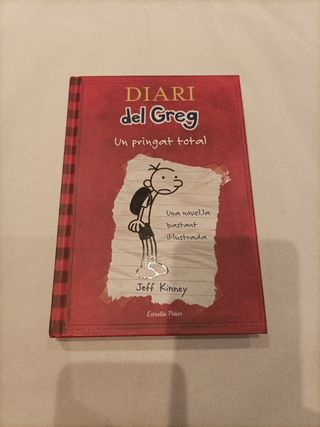 DIARI
del Greg
Un pringat total
Una novel·la
bastant
il·lustrada
Jeff Kinney
Estrella Polar